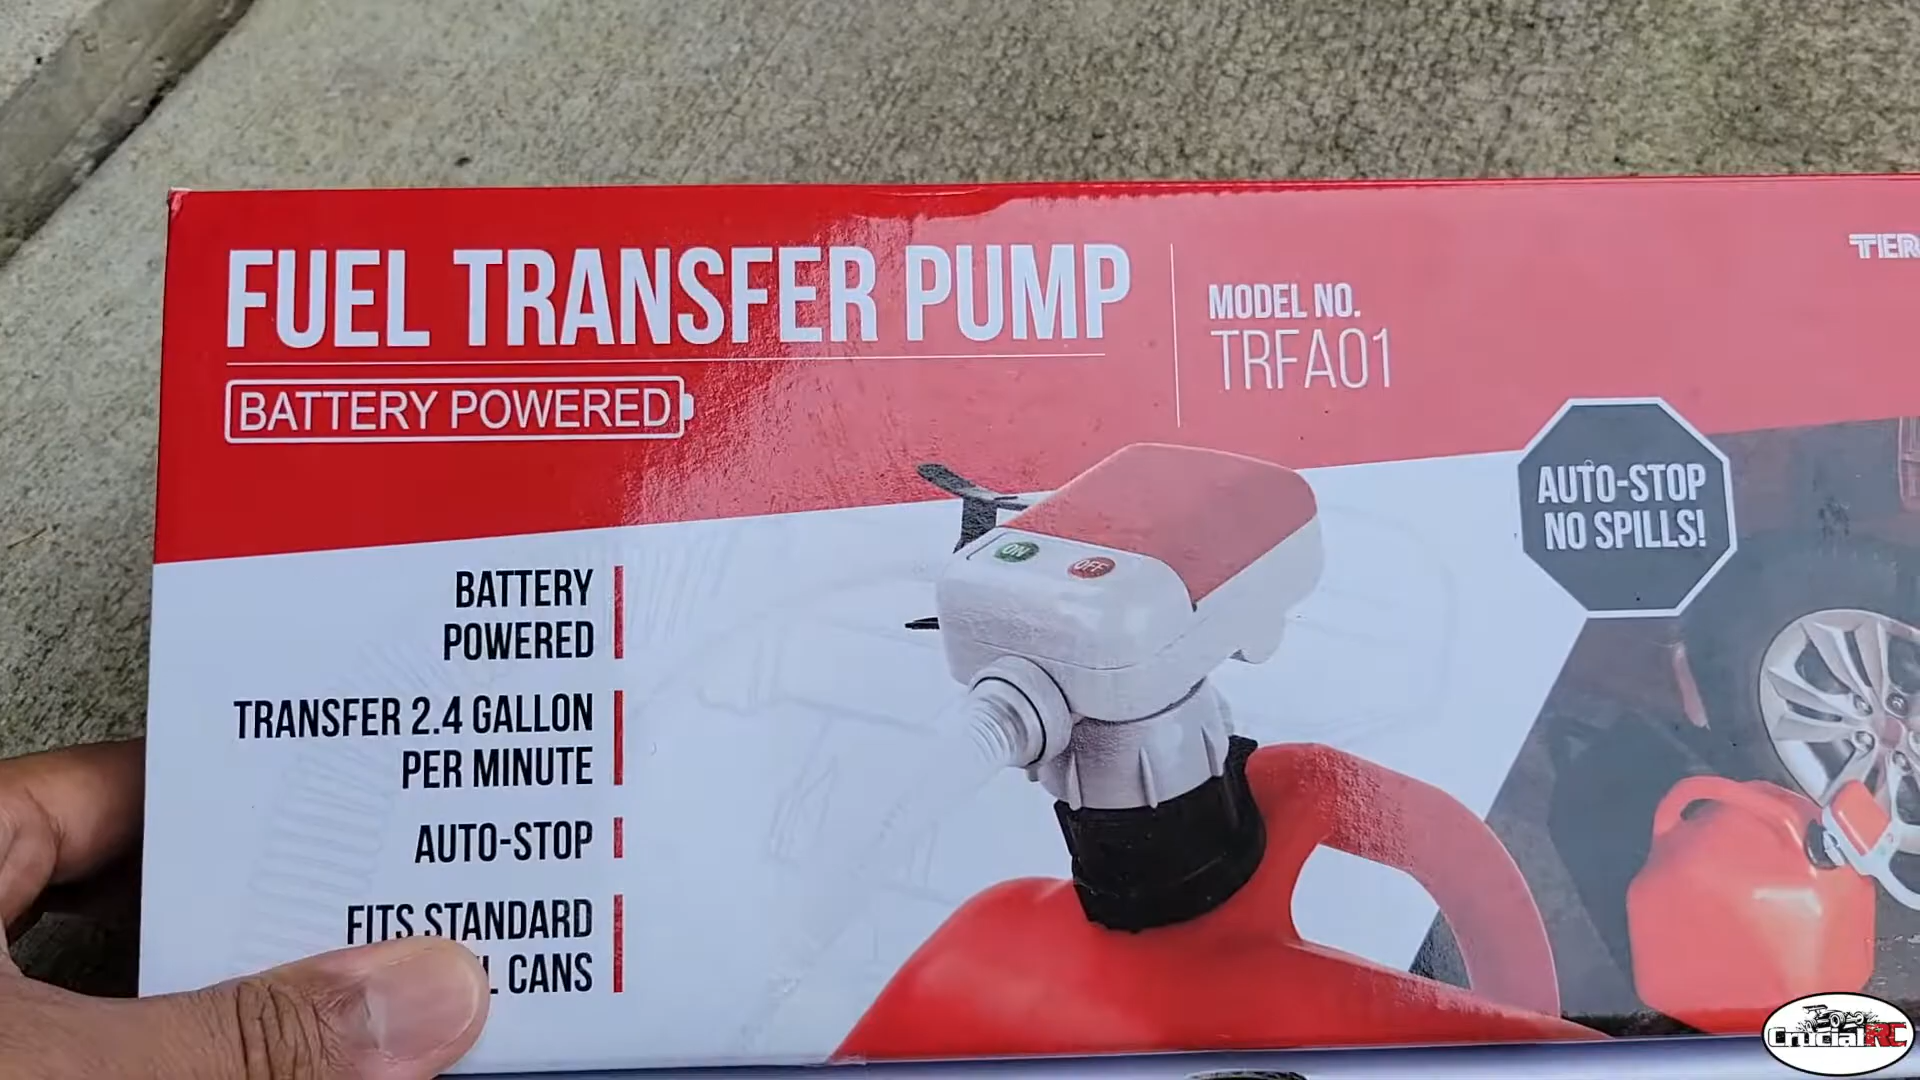 FUEL TRANSFER PUMP
BATTERY POWERED
MODEL NO.
TRFA01
AUTO-STOP
NO SPILLS!
ON
OFF
BATTERY
POWERED
TRANSFER 2.4 GALLON
PER MINUTE
AUTO-STOP
FITS STANDARD
CANS
CrucialRC